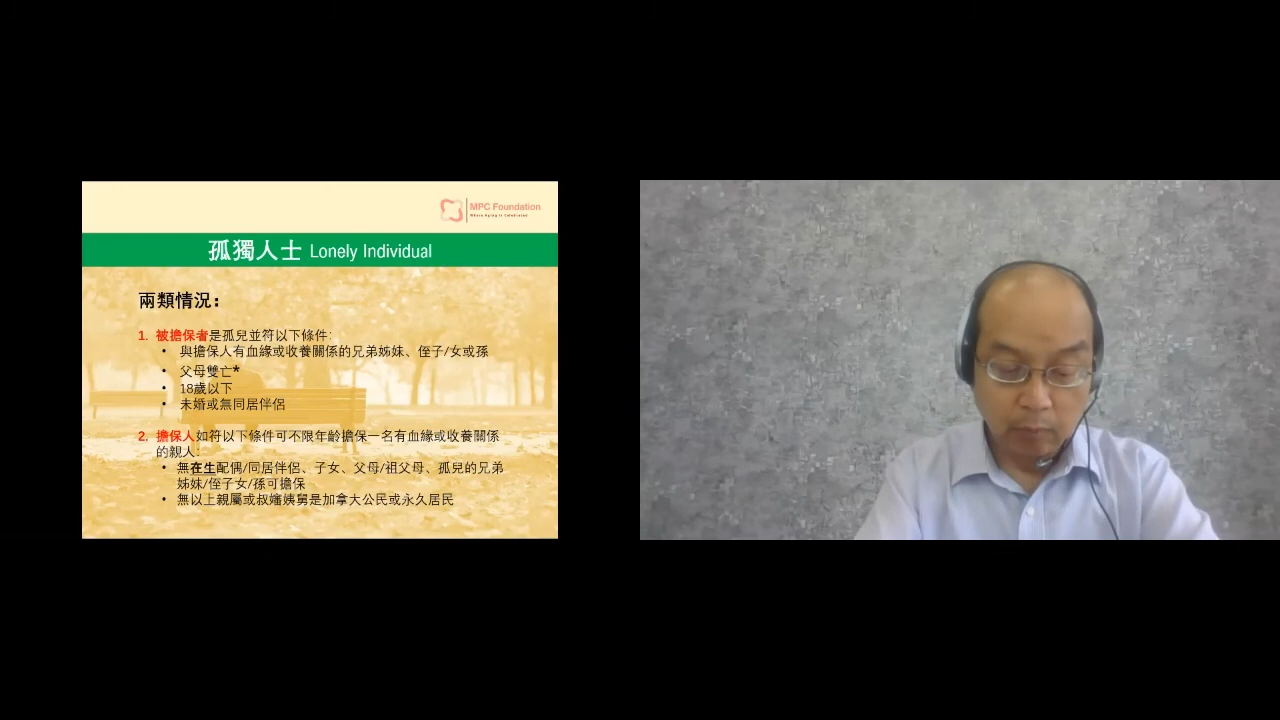 MPC Foundation
Where Aging Is Celebrated
孤獨人士 Lonely Individual
兩類情況：
1. 被擔保者是孤兒並符以下條件：
• 與擔保人有血緣或收養關係的兄弟姊妹、侄子/女或孫
• 父母雙亡*
• 18歲以下
• 未婚或無同居伴侶
2. 擔保人如符以下條件可不限年齡擔保一名有血緣或收養關係
的親人：
• 無在生配偶/同居伴侶、子女、父母/祖父母、孤兒的兄弟
姊妹/侄子女/孫可擔保
• 無以上親屬或叔嬸姨舅是加拿大公民或永久居民